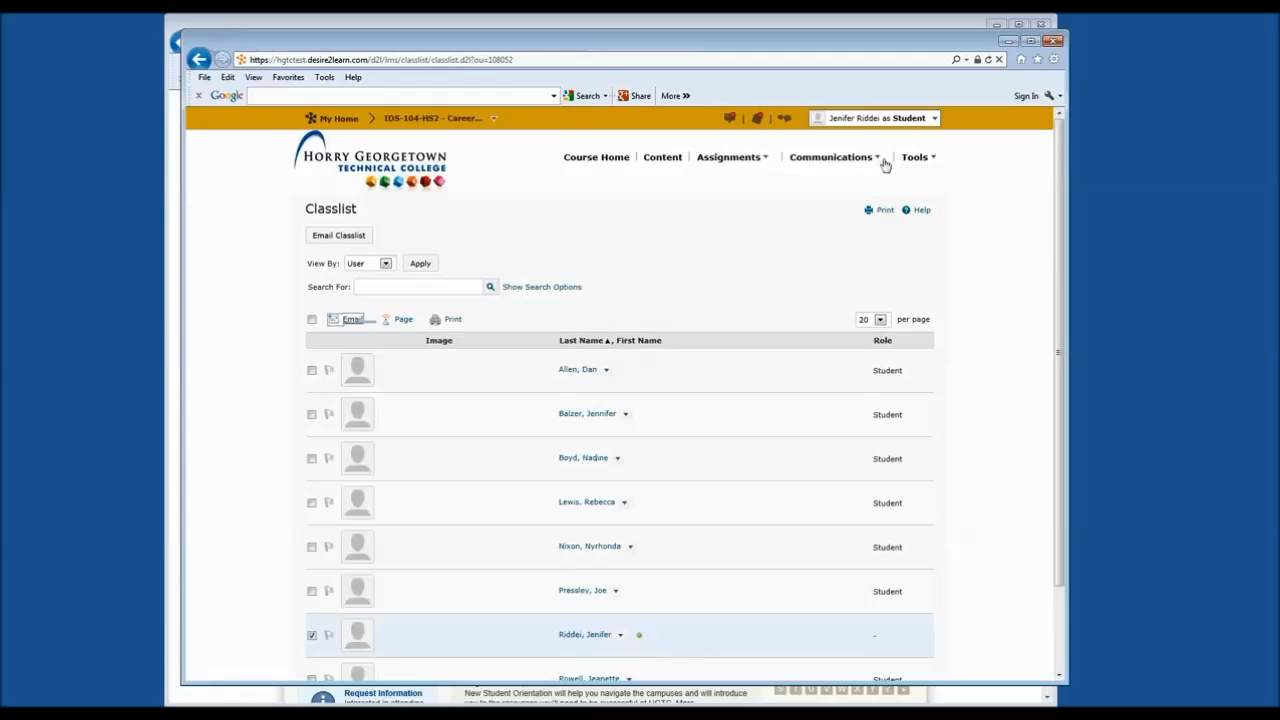 https://hgtctest.desire2learn.com/d2l/lms/classlist/classlist.d2l?ou=108052
File Edit View Favorites Tools Help
x Google Search Share More » Sign In
My Home IDS-104-HS2 - Career... Jenifer Riddei as Student
HORRY GEORGETOWN
TECHNICAL COLLEGE
Course Home Content Assignments Communications Tools
Classlist Print Help
Email Classlist
View By: User Apply
Search For: Show Search Options
Email Page Print 20 per page
Image Last Name ▲, First Name Role
Allen, Dan Student
Balzer, Jennifer Student
Boyd, Nadine Student
Lewis, Rebecca Student
Nixon, Nyrhonda Student
Pressley, Joe Student
Riddei, Jenifer -
Rowell, Jeanette Student
Request Information New Student Orientation will help you navigate the campuses and will introduce